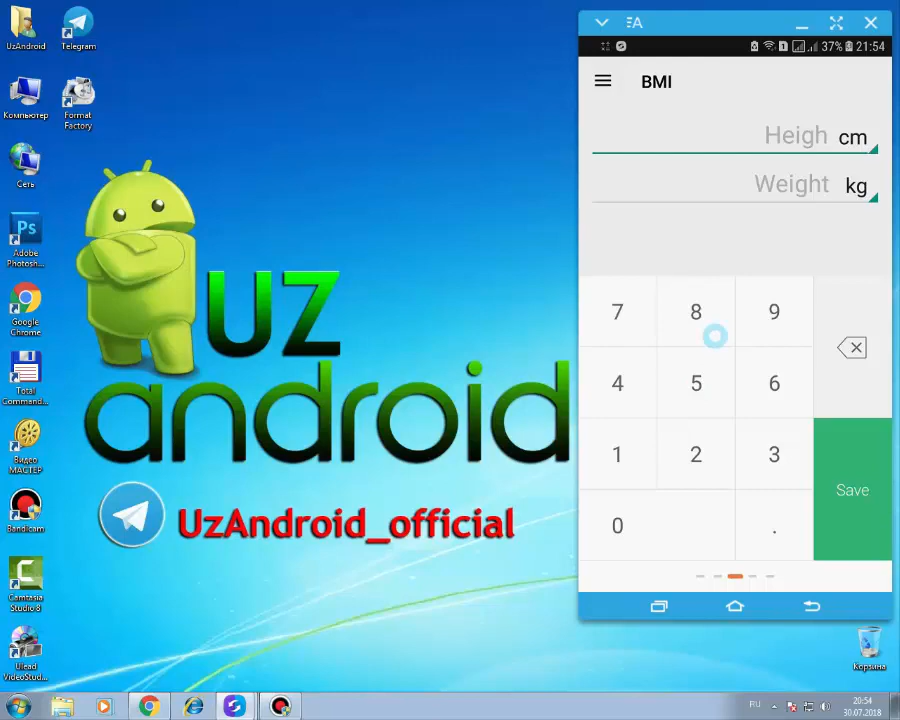 UzAndroid
Telegram
Компьютер
Format
Factory
Сеть
Ps
Adobe
Photosh...
Google
Chrome
Total
Comman...
Видео
МАСТЕР
Bandicam
Camtasia
Studio 8
Ulead
VideoStud...
UZ
android
UzAndroid_official
A
37% 21:54
BMI
Heigh cm
Weight kg
7 8 9
4 5 6
1 2 3
Save
0 .
Корзина
RU
20:54
30.07.2018